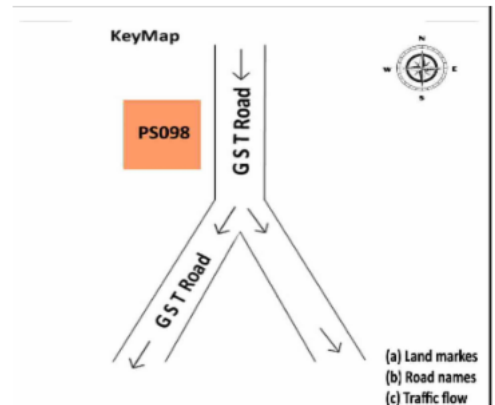 KeyMap
N
W E
S
PS098
G S T Road
G S T Road
(a) Land markes
(b) Road names
(c) Traffic flow